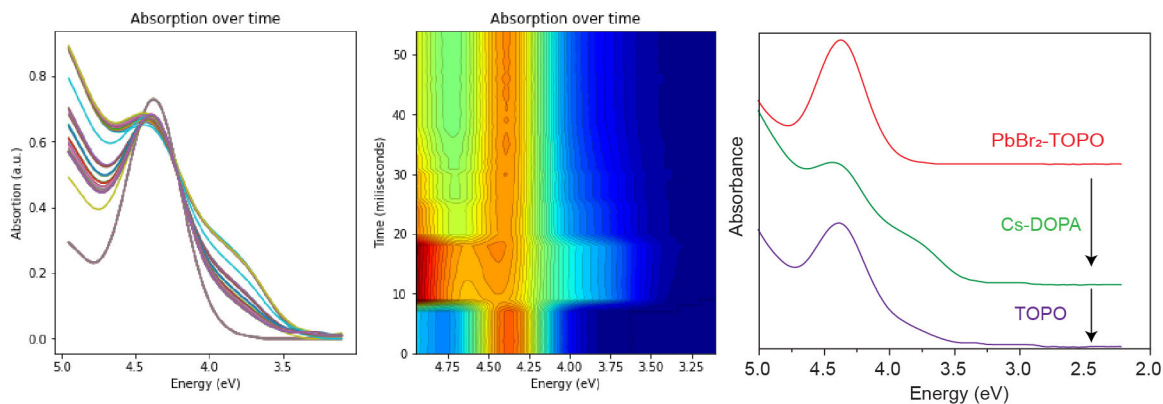 Absorption over time
Absortion (a.u.)
0.8
0.6
0.4
0.2
0.0
5.0 4.5 4.0 3.5
Energy (eV)
Absorption over time
Time (miliseconds)
50
40
30
20
10
0
4.75 4.50 4.25 4.00 3.75 3.50 3.25
Energy (eV)
Absorbance
PbBr₂-TOPO
Cs-DOPA
TOPO
5.0 4.5 4.0 3.5 3.0 2.5 2.0
Energy (eV)